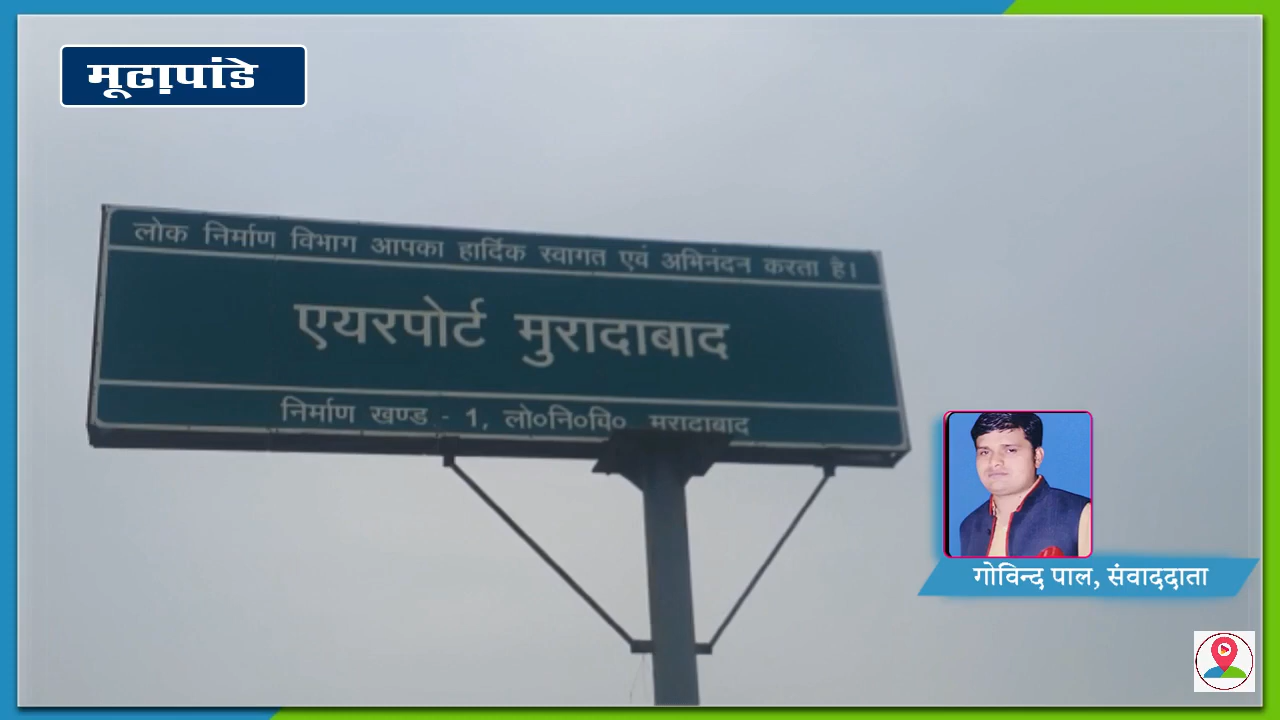 मूढापांडे
लोक निर्माण विभाग आपका हार्दिक स्वागत एवं अभिनंदन करता है।
एयरपोर्ट मुरादाबाद
निर्माण खण्ड - 1, लो०नि०वि० मुरादाबाद
गोविन्द पाल, संवाददाता